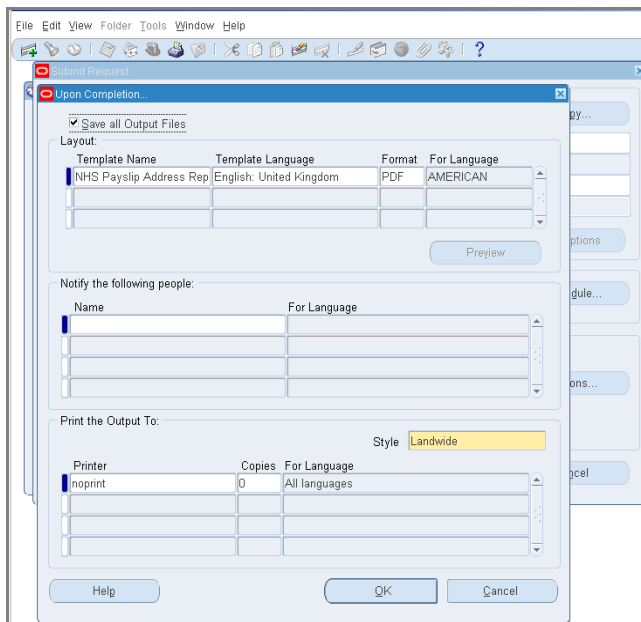 File Edit View Folder Tools Window Help
Submit Request
Upon Completion...
Save all Output Files
Layout:
Template Name Template Language Format For Language
NHS Payslip Address Rep English: United Kingdom PDF AMERICAN
Preview
Notify the following people:
Name For Language
Print the Output To:
Style Landwide
Printer Copies For Language
noprint 0 All languages
Help OK Cancel
py...
ptions
dule...
ons...
ncel